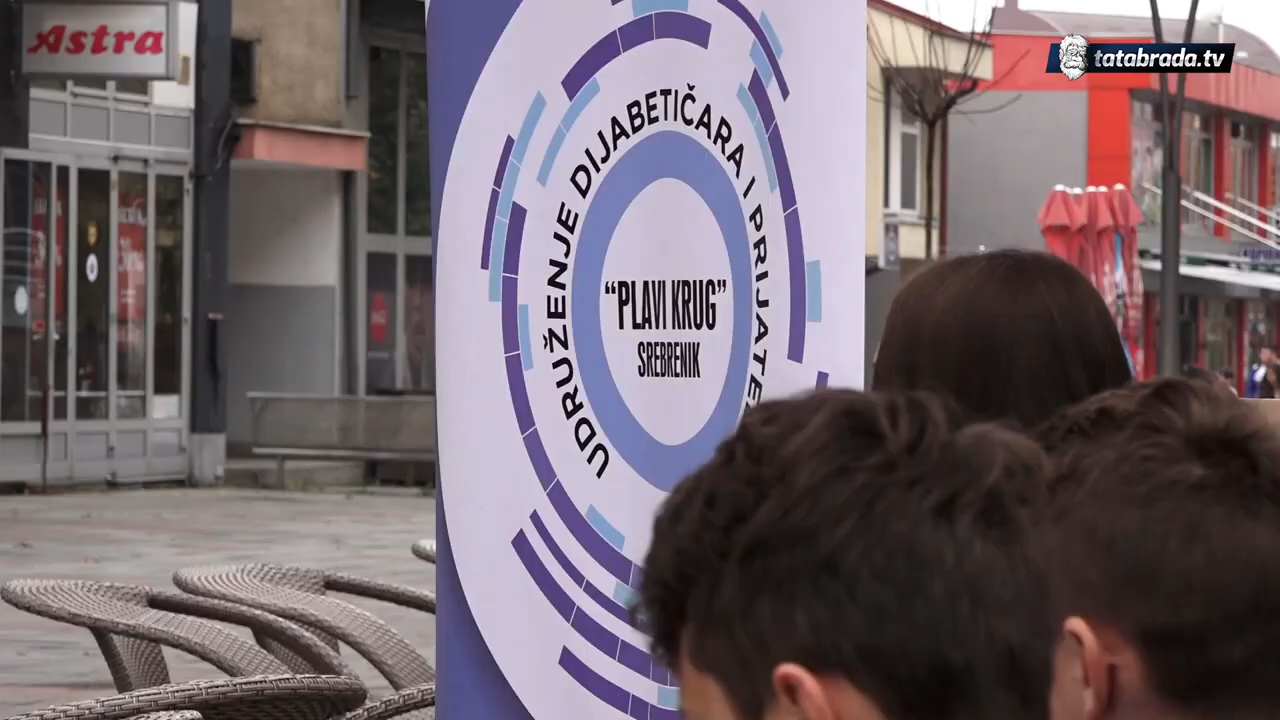 Astra
tatabrada.tv
UDRUŽENJE DIJABETIČARA I PRIJATE
“PLAVI KRUG”
SREBRENIK